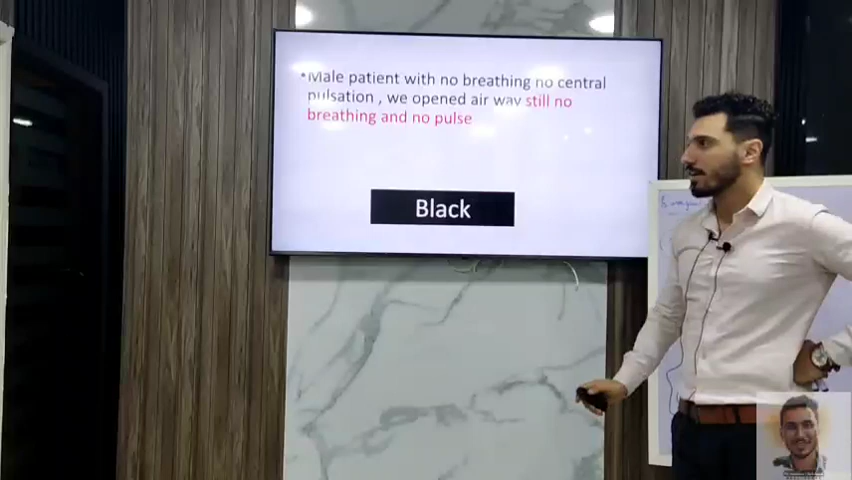 •Male patient with no breathing no central
pulsation , we opened air way still no
breathing and no pulse
Black